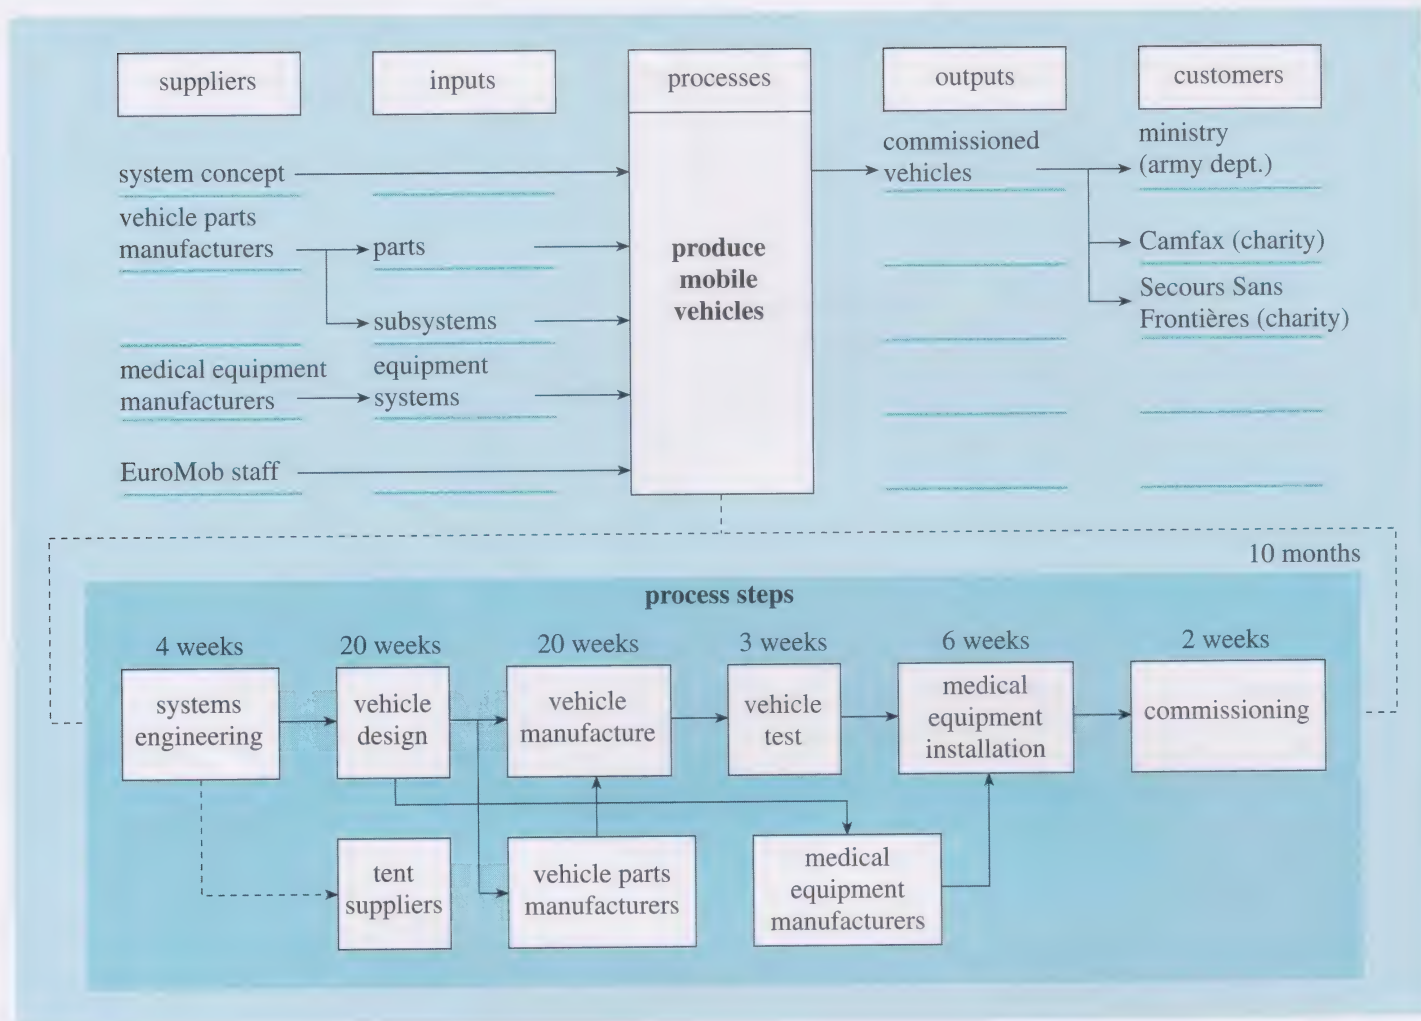 suppliers
inputs
processes
outputs
customers
system concept
vehicle parts
manufacturers
parts
subsystems
medical equipment
manufacturers
equipment
systems
EuroMob staff
produce
mobile
vehicles
commissioned
vehicles
ministry
(army dept.)
Camfax (charity)
Secours Sans
Frontières (charity)
10 months
process steps
4 weeks
20 weeks
20 weeks
3 weeks
6 weeks
2 weeks
systems
engineering
vehicle
design
vehicle
manufacture
vehicle
test
medical
equipment
installation
commissioning
tent
suppliers
vehicle parts
manufacturers
medical
equipment
manufacturers